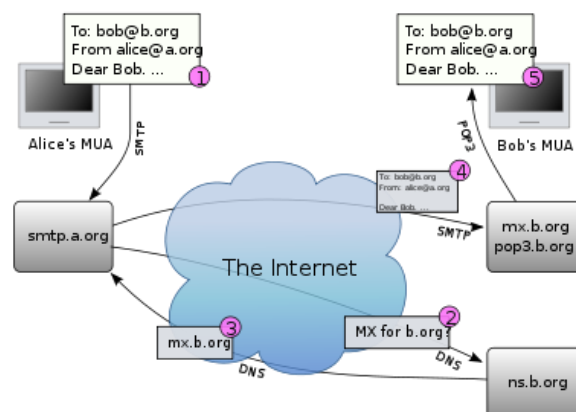 To: bob@b.org
From alice@a.org
Dear Bob. ...
1
Alice's MUA
SMTP
To: bob@b.org
From alice@a.org
Dear Bob. ...
5
Bob's MUA
POP3
To: bob@b.org
From: alice@a.org
Dear Bob. ...
4
SMTP
smtp.a.org
mx.b.org
pop3.b.org
The Internet
MX for b.org?
2
DNS
mx.b.org
3
DNS
ns.b.org